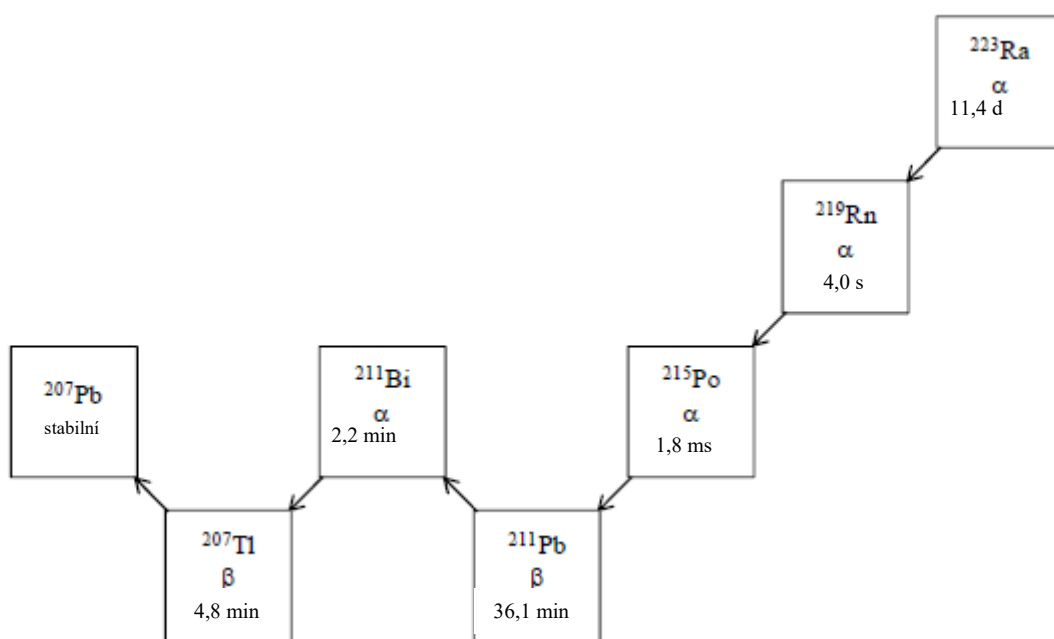 ²²³Ra
α
11,4 d
²¹⁹Rn
α
4,0 s
²⁰⁷Pb
stabilní
²¹¹Bi
α
2,2 min
²¹⁵Po
α
1,8 ms
²⁰⁷Tl
β
4,8 min
²¹¹Pb
β
36,1 min